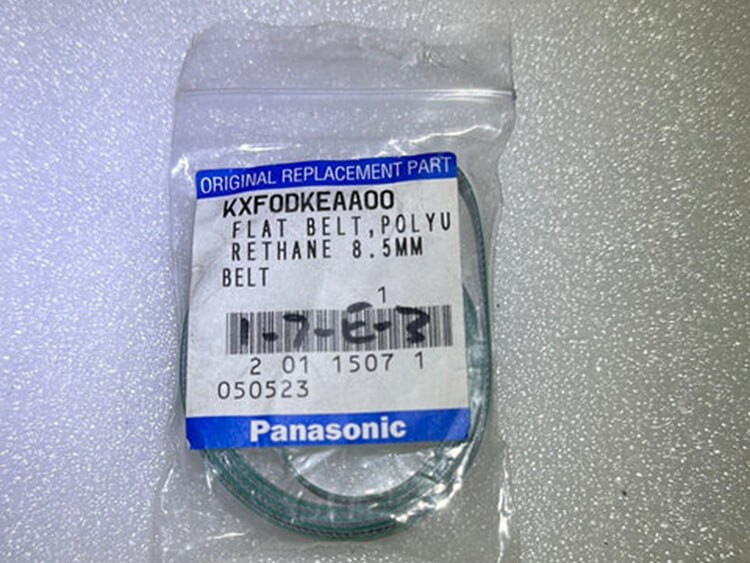 ORIGINAL REPLACEMENT PART
KXF0DKEAA00
FLAT BELT,POLYU
RETHANE 8.5MM
BELT
1
1-7-E-3
2 01 1507 1
050523
Panasonic